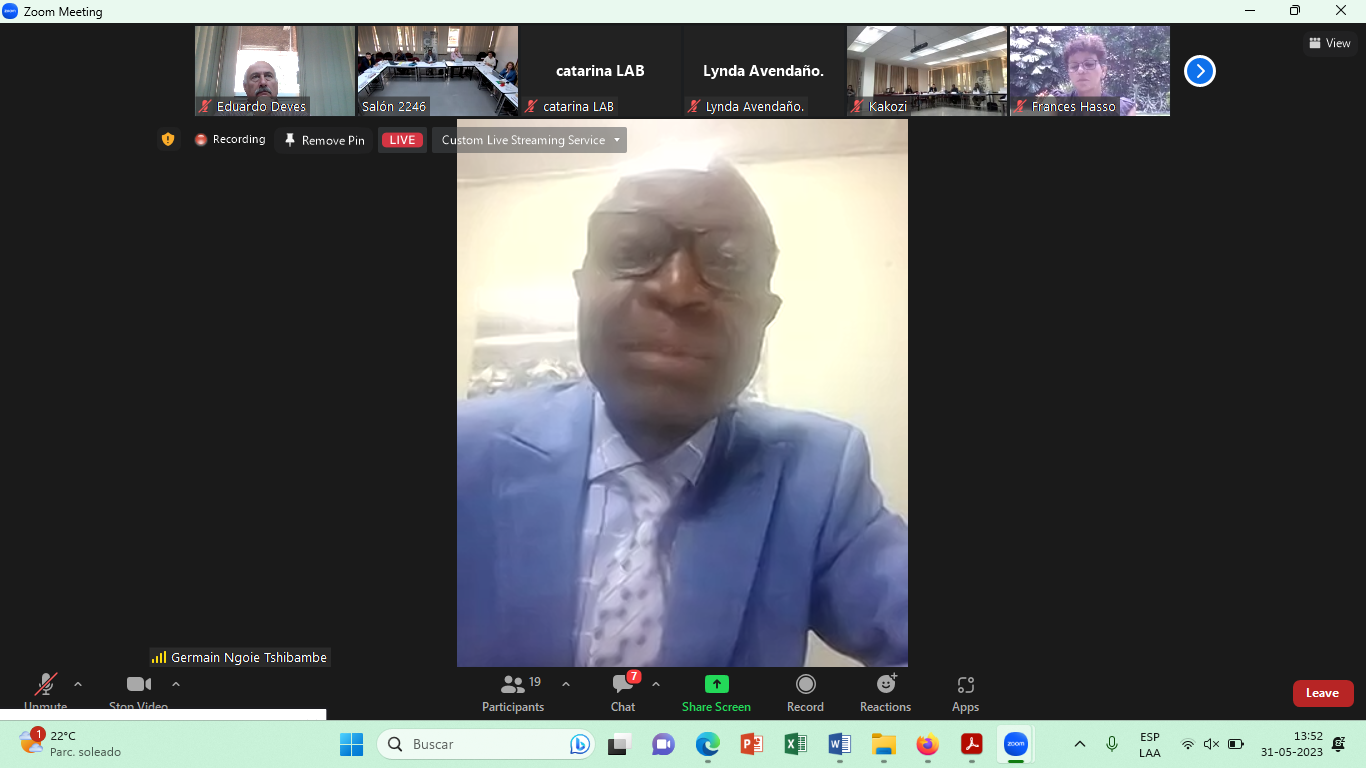 Zoom Meeting
catarina LAB
Lynda Avendaño.
View
Eduardo Deves
Salón 2246
catarina LAB
Lynda Avendaño.
Kakozi
Frances Hasso
Recording
Remove Pin
LIVE
Custom Live Streaming Service
Germain Ngoie Tshibambe
Unmute
Stop Video
19
Participants
7
Chat
Share Screen
Record
Reactions
Apps
Leave
1
22°C
Parc. soleado
Buscar
zoom
ESP
LAA
13:52
31-05-2023